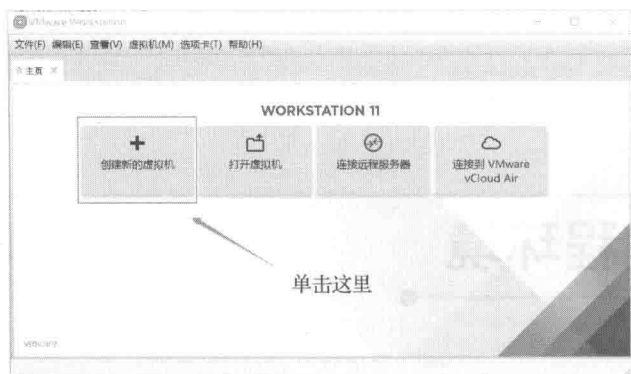 VMware Workstation
文件(F) 编辑(E) 查看(V) 虚拟机(M) 选项卡(T) 帮助(H)
主页
WORKSTATION 11
创建新的虚拟机 打开虚拟机 连接远程服务器 连接到 VMware
vCloud Air
单击这里
vmware